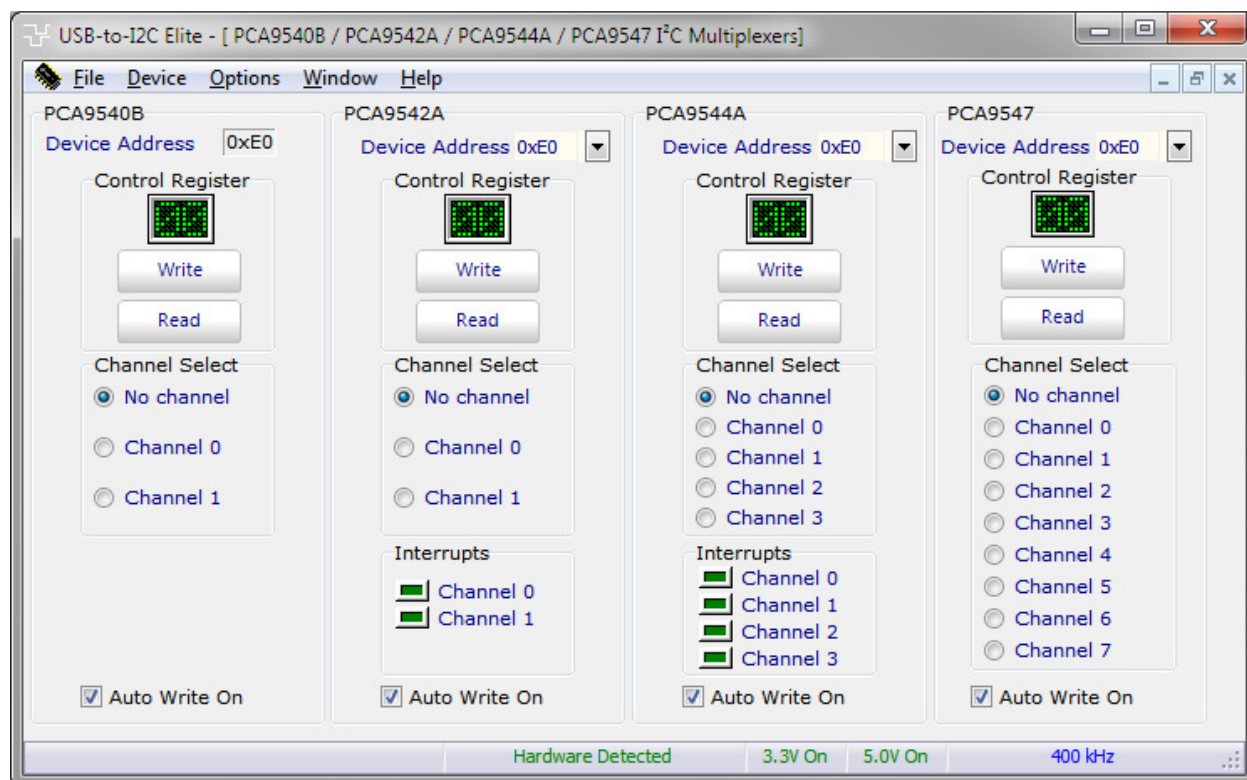 USB-to-I2C Elite - [ PCA9540B / PCA9542A / PCA9544A / PCA9547 I²C Multiplexers]
File Device Options Window Help
PCA9540B
Device Address 0xE0
Control Register
00
Write
Read
Channel Select
No channel
Channel 0
Channel 1
Auto Write On
PCA9542A
Device Address 0xE0
Control Register
00
Write
Read
Channel Select
No channel
Channel 0
Channel 1
Interrupts
Channel 0
Channel 1
Auto Write On
PCA9544A
Device Address 0xE0
Control Register
00
Write
Read
Channel Select
No channel
Channel 0
Channel 1
Channel 2
Channel 3
Interrupts
Channel 0
Channel 1
Channel 2
Channel 3
Auto Write On
PCA9547
Device Address 0xE0
Control Register
00
Write
Read
Channel Select
No channel
Channel 0
Channel 1
Channel 2
Channel 3
Channel 4
Channel 5
Channel 6
Channel 7
Auto Write On
Hardware Detected 3.3V On 5.0V On 400 kHz